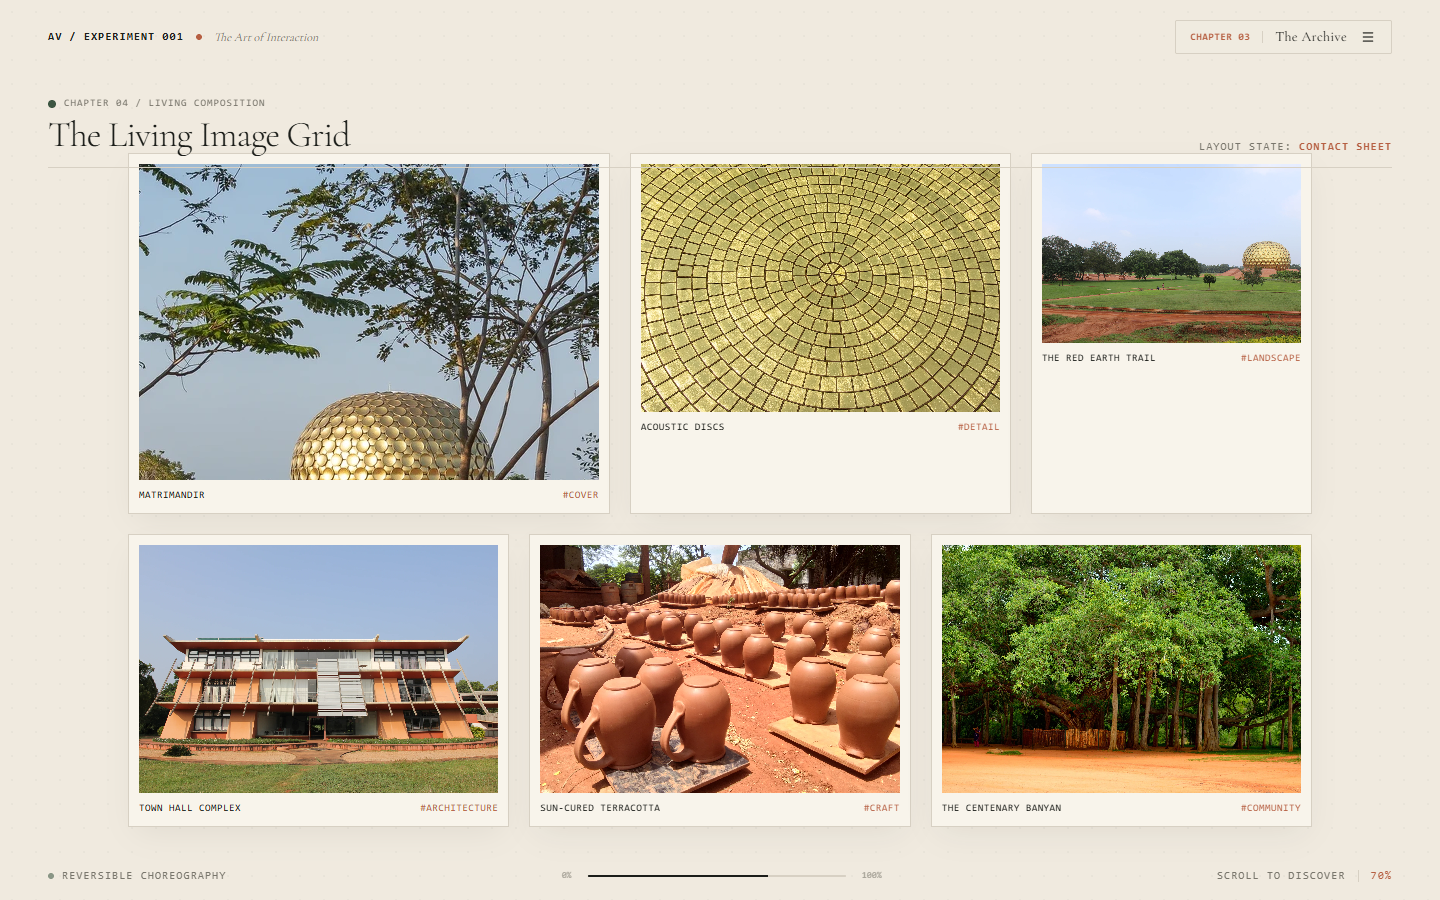 AV / EXPERIMENT 001 The Art of Interaction
CHAPTER 03 The Archive
CHAPTER 04 / LIVING COMPOSITION
The Living Image Grid
LAYOUT STATE: CONTACT SHEET
MATRIMANDIR #COVER
ACOUSTIC DISCS #DETAIL
THE RED EARTH TRAIL #LANDSCAPE
TOWN HALL COMPLEX #ARCHITECTURE
SUN-CURED TERRACOTTA #CRAFT
THE CENTENARY BANYAN #COMMUNITY
REVERSIBLE CHOREOGRAPHY
0% 100%
SCROLL TO DISCOVER 70%